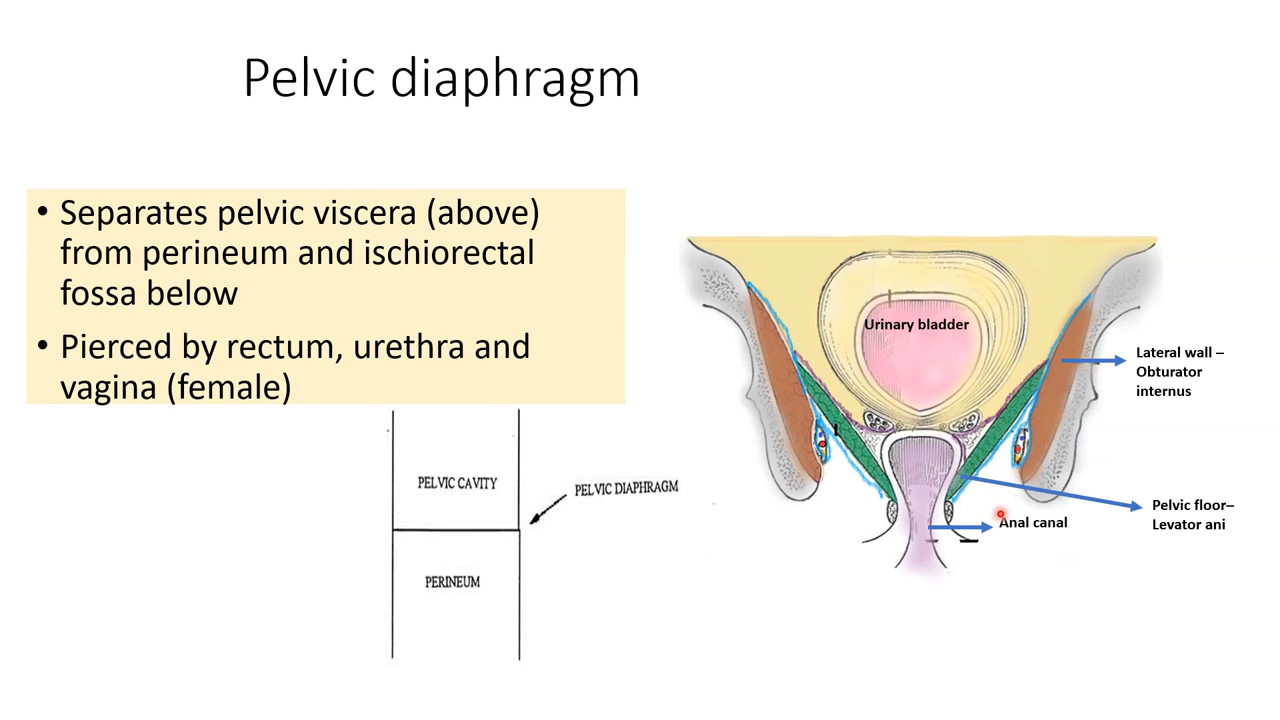 Pelvic diaphragm
• Separates pelvic viscera (above)
from perineum and ischiorectal
fossa below
• Pierced by rectum, urethra and
vagina (female)
PELVIC CAVITY
PELVIC DIAPHRAGM
PERINEUM
Urinary bladder
Lateral wall –
Obturator
internus
Pelvic floor–
Levator ani
Anal canal